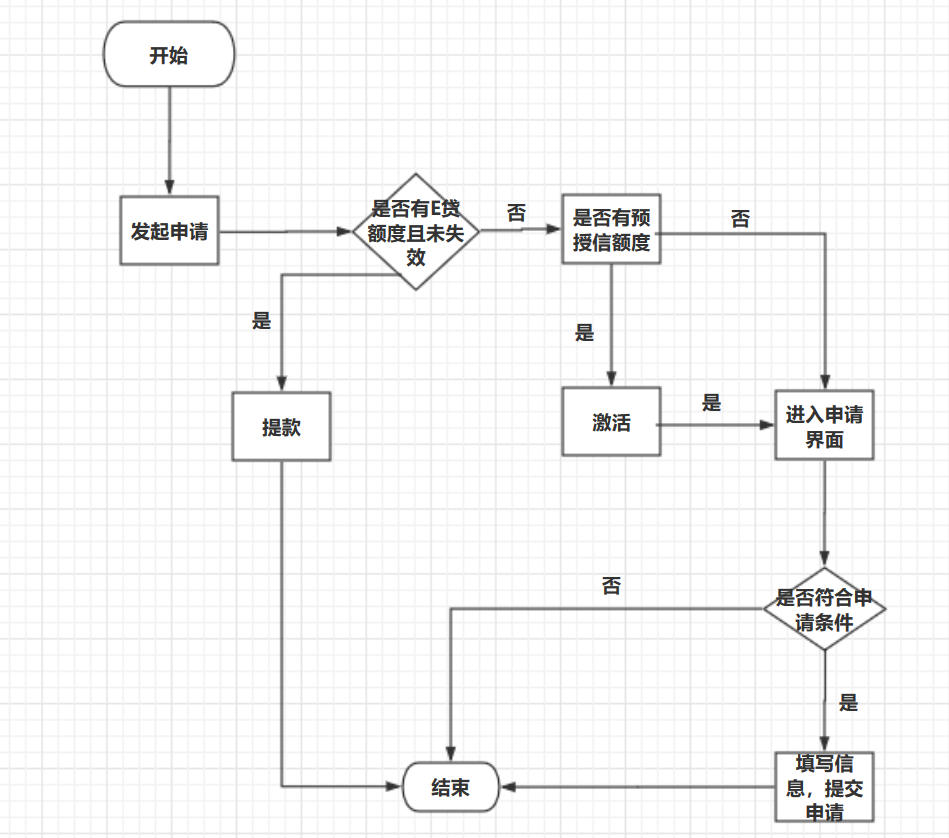 开始
发起申请
是否有E贷
额度且未失
效
否
是否有预
授信额度
否
是
是
提款
激活
是
进入申请
界面
否
是否符合申
请条件
是
填写信
息，提交
申请
结束